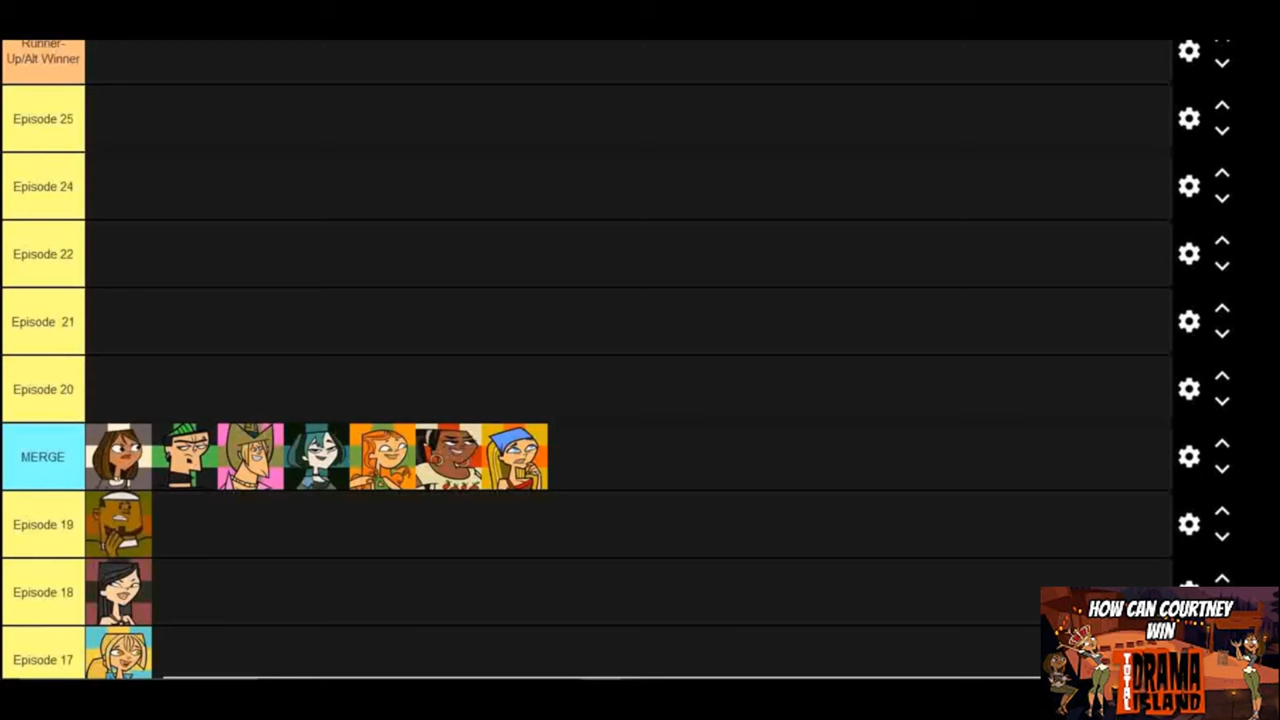 Runner-
Up/Alt Winner
Episode 25
Episode 24
Episode 22
Episode 21
Episode 20
MERGE
Episode 19
Episode 18
Episode 17
HOW CAN COURTNEY
WIN
TOTAL
DRAMA
ISLAND